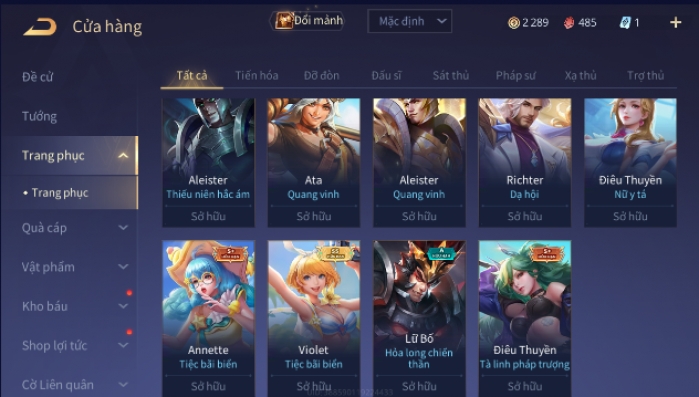 Cửa hàng
Đổi mảnh
Mặc định
2 289
485
1
+
Đề cử
Tướng
Trang phục
• Trang phục
Quà cáp
Vật phẩm
Kho báu
Shop lợi tức
Cờ Liên quân
Tất cả
Tiến hóa
Đỡ đòn
Đấu sĩ
Sát thủ
Pháp sư
Xạ thủ
Trợ thủ
Aleister
Thiếu niên hắc ám
Sở hữu
Ata
Quang vinh
Sở hữu
Aleister
Quang vinh
Sở hữu
Richter
Dạ hội
Sở hữu
Điêu Thuyền
Nữ y tá
Sở hữu
S+
Annette
Tiệc bãi biển
Sở hữu
SS
Violet
Tiệc bãi biển
Sở hữu
A
Lữ Bố
Hỏa long chiến
thần
Sở hữu
S+
Điêu Thuyền
Tà linh pháp trượng
Sở hữu